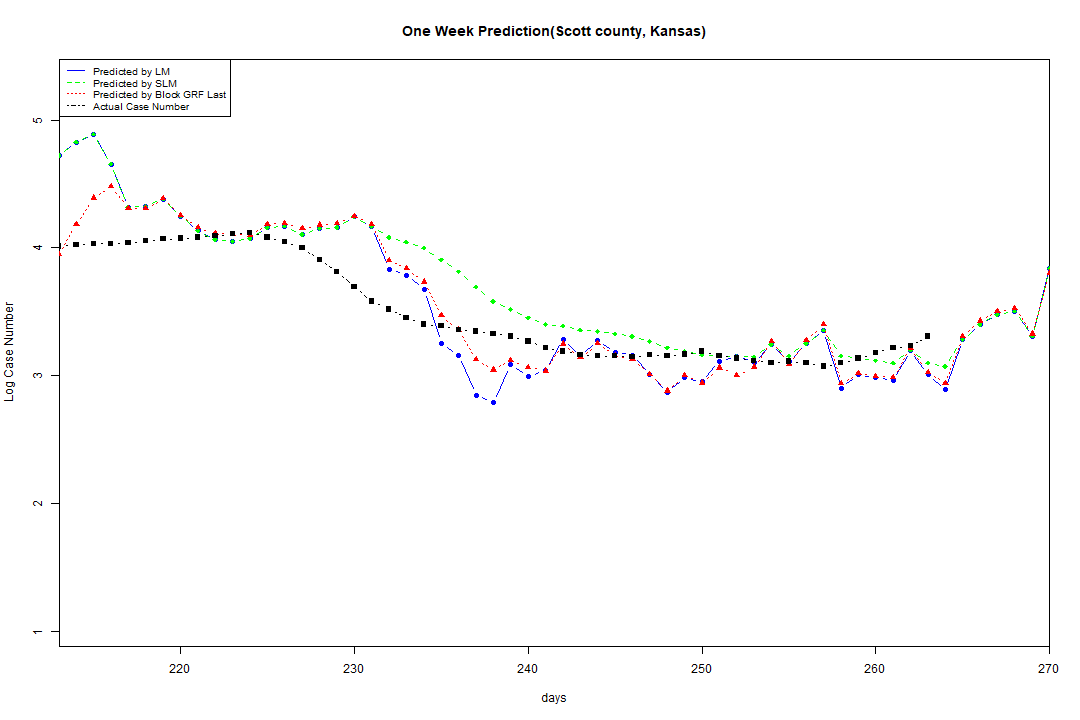 One Week Prediction(Scott county, Kansas)
Predicted by LM
Predicted by SLM
Predicted by Block GRF Last
Actual Case Number
5
4
3
2
1
Log Case Number
220 230 240 250 260 270
days